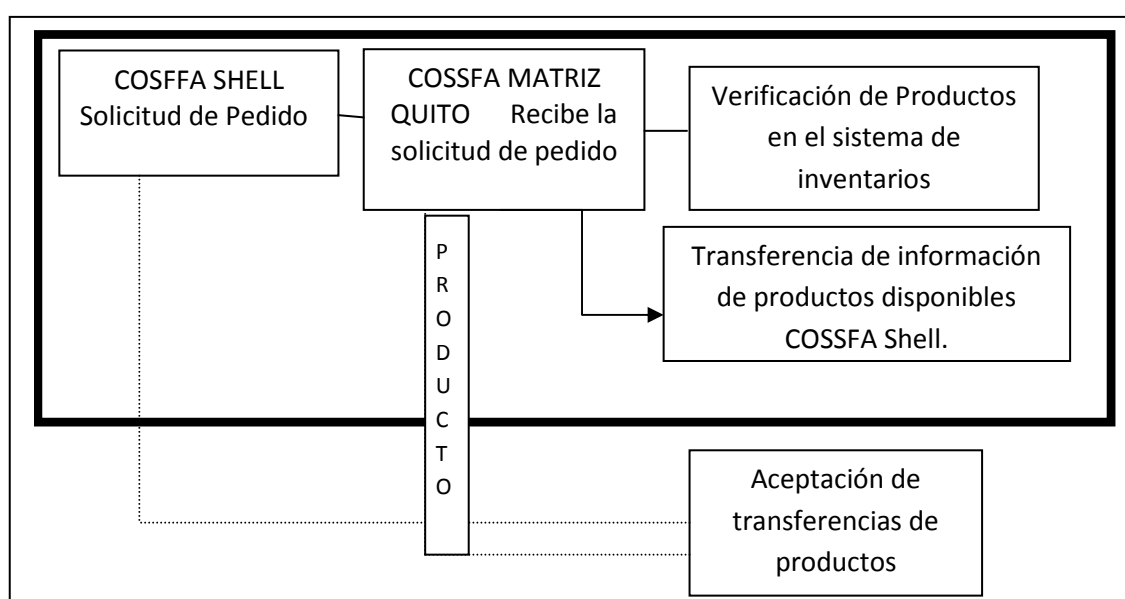 COSFFA SHELL
Solicitud de Pedido
COSSFA MATRIZ
QUITO Recibe la
solicitud de pedido
Verificación de Productos
en el sistema de
inventarios
Transferencia de información
de productos disponibles
COSSFA Shell.
P
R
O
D
U
C
T
O
Aceptación de
transferencias de
productos